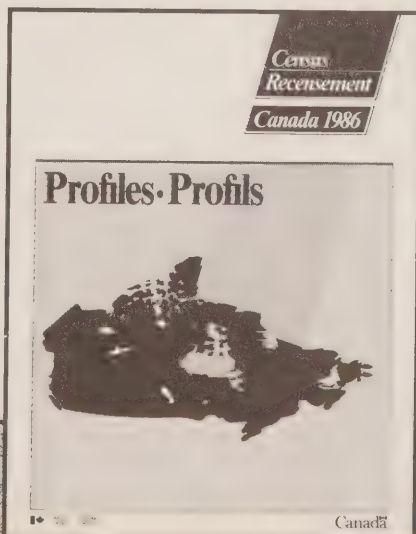 Census
Recensement
Canada 1986
Profiles • Profils
Canada